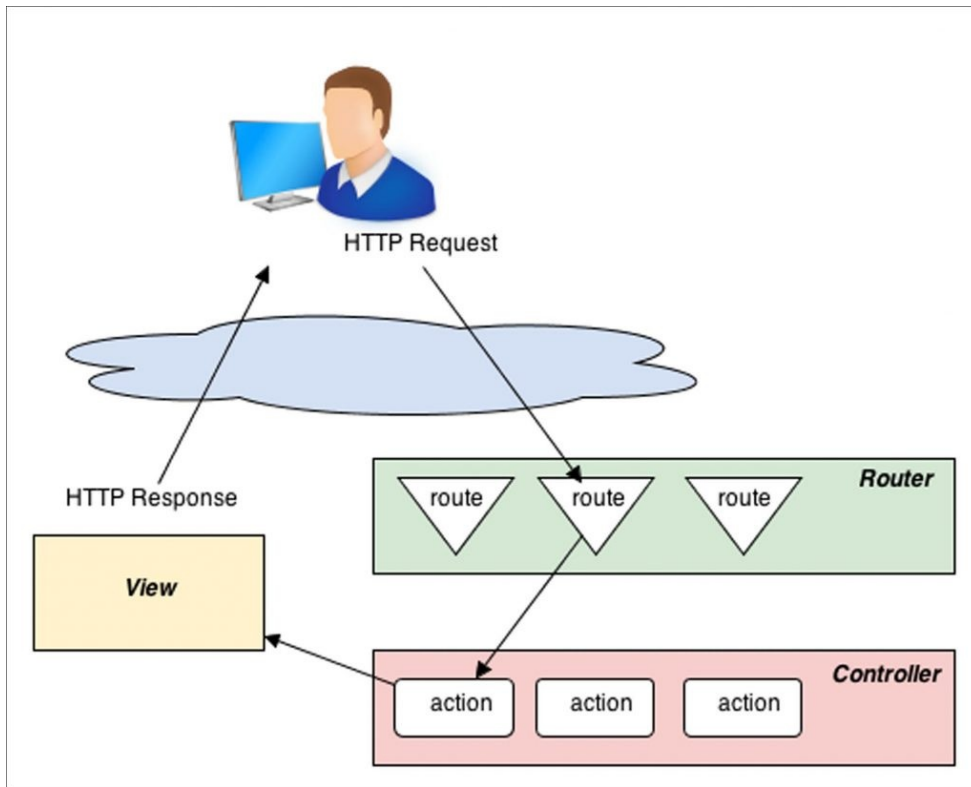 HTTP Request
HTTP Response
Router
route
route
route
View
Controller
action
action
action